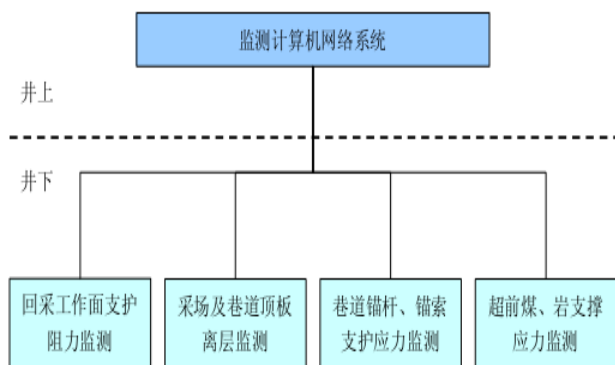 监测计算机网络系统
井上
井下
回采工作面支护
阻力监测
采场及巷道顶板
离层监测
巷道锚杆、锚索
支护应力监测
超前煤、岩支撑
应力监测